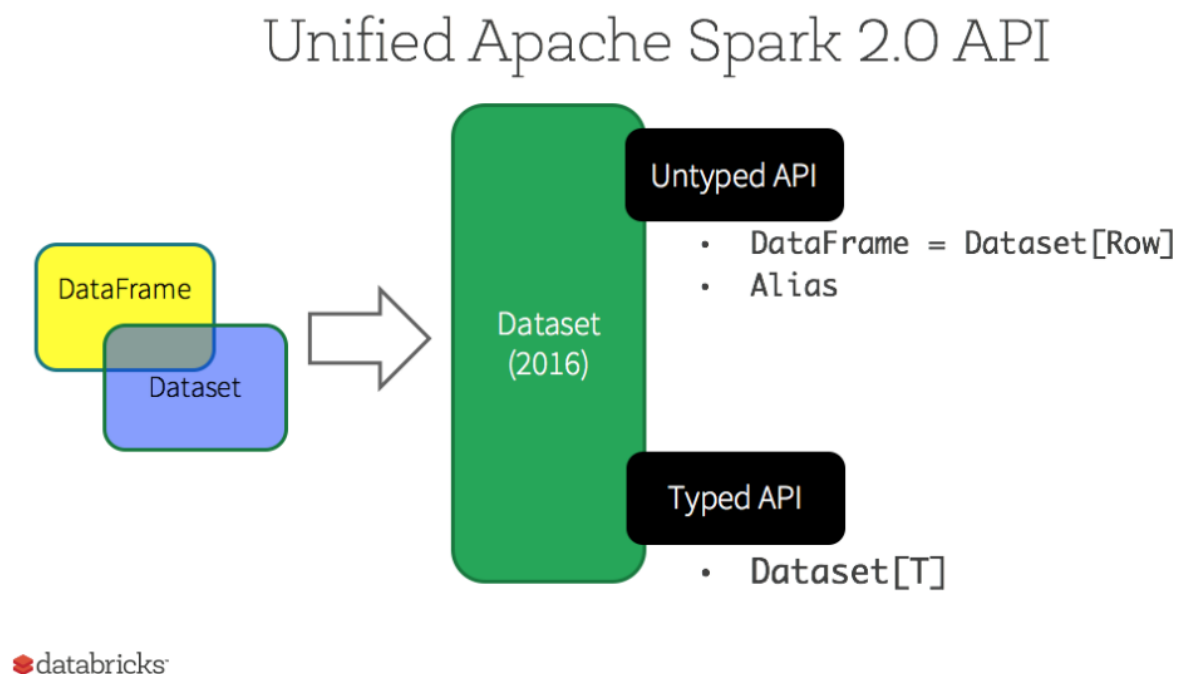 Unified Apache Spark 2.0 API
DataFrame
Dataset
Dataset
(2016)
Untyped API
• DataFrame = Dataset[Row]
• Alias
Typed API
• Dataset[T]
databricks